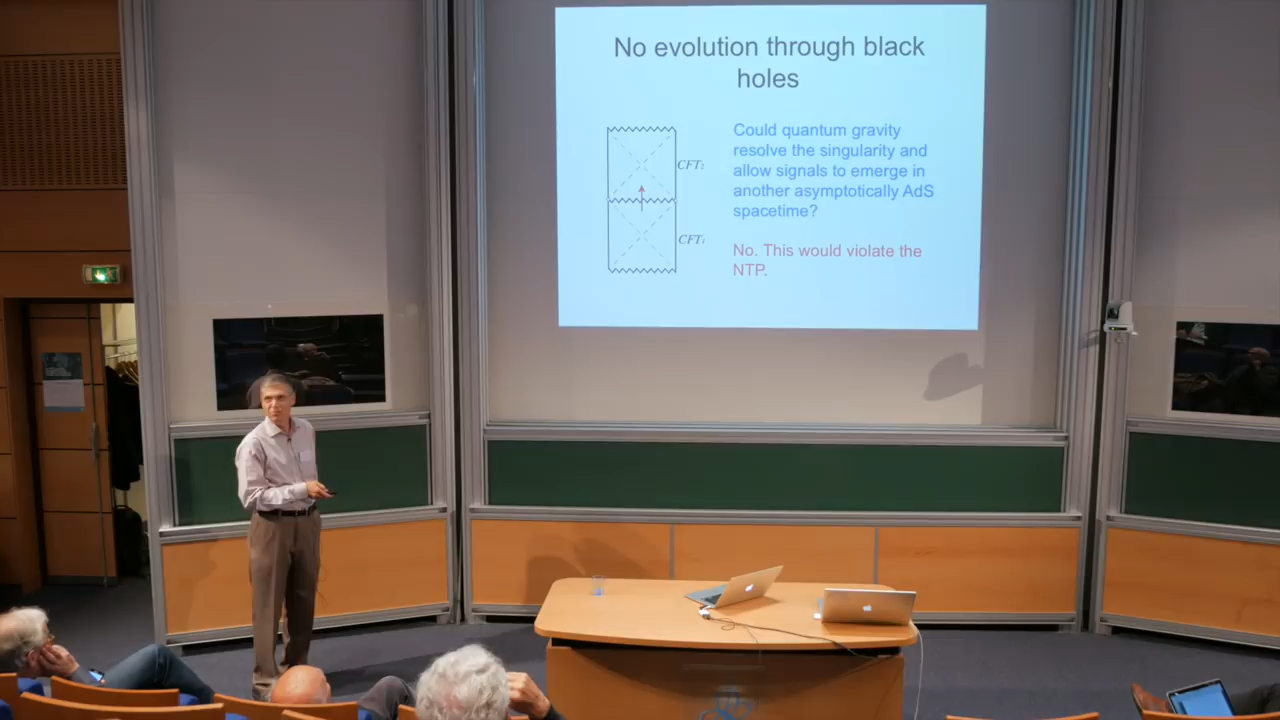 No evolution through black
holes
Could quantum gravity
resolve the singularity and
allow signals to emerge in
another asymptotically AdS
spacetime?
No. This would violate the
NTP.
CFT₂
CFT₁